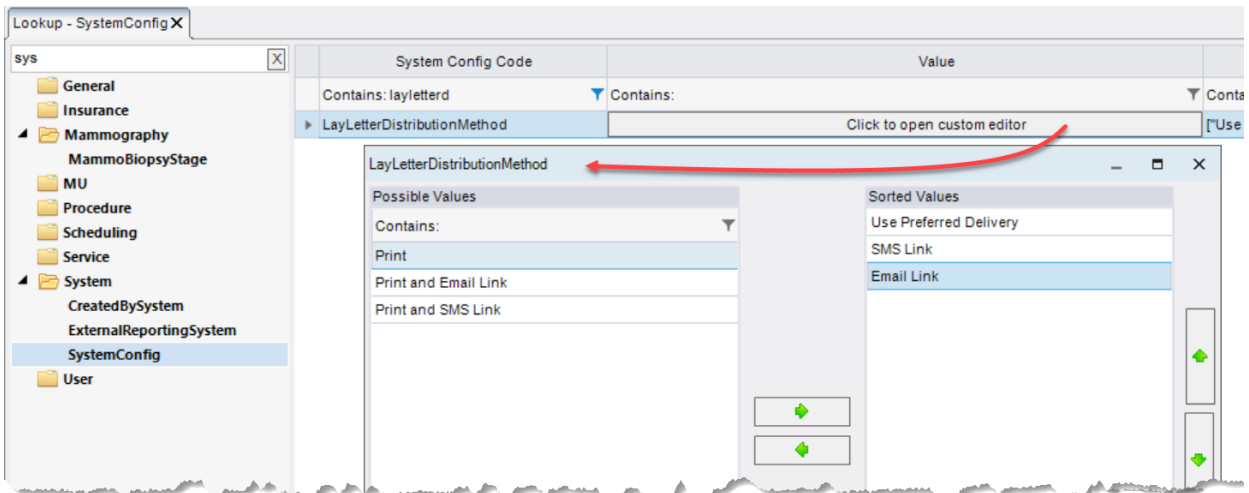 Lookup - SystemConfig X
sys X
General
Insurance
Mammography
MammoBiopsyStage
MU
Procedure
Scheduling
Service
System
CreatedBySystem
ExternalReportingSystem
SystemConfig
User
System Config Code Value
Contains: layletterd Contains: Conta
LayLetterDistributionMethod Click to open custom editor ["Use
LayLetterDistributionMethod
Possible Values
Contains:
Print
Print and Email Link
Print and SMS Link
Sorted Values
Use Preferred Delivery
SMS Link
Email Link